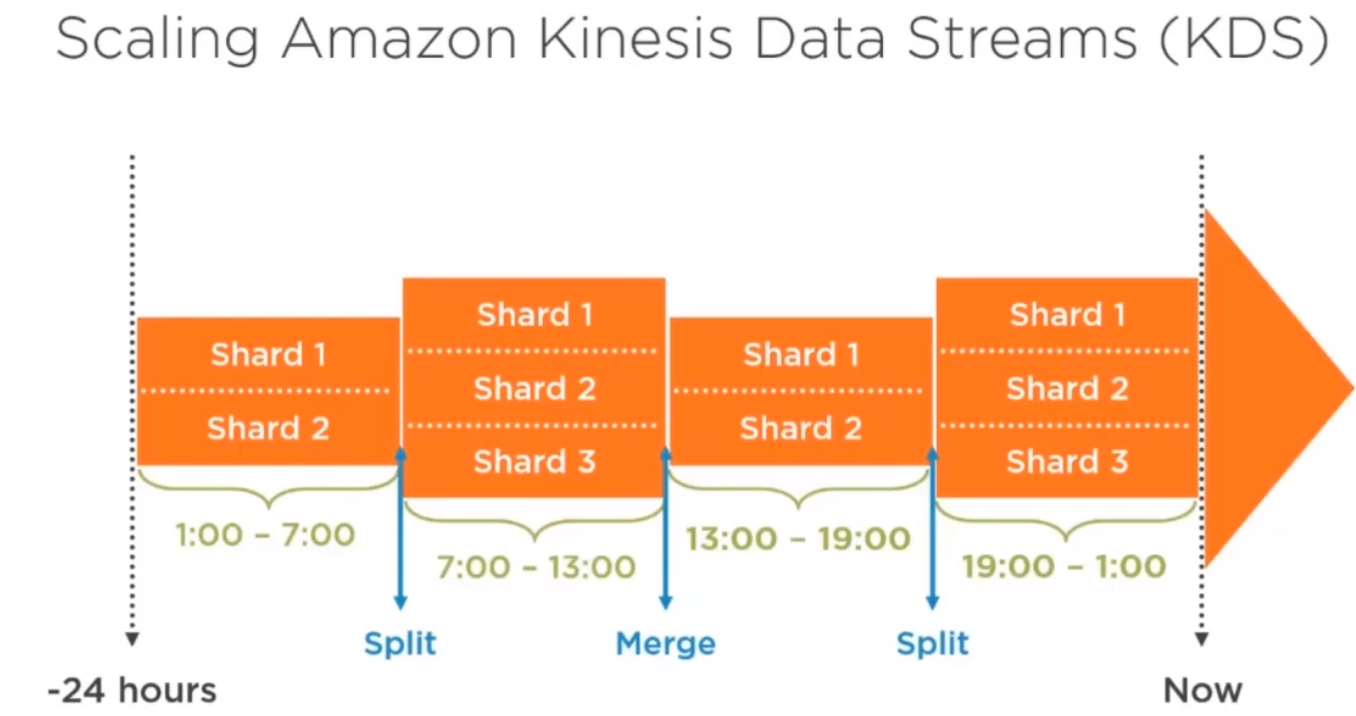 Scaling Amazon Kinesis Data Streams (KDS)
Shard 1
Shard 2
1:00 – 7:00
Shard 1
Shard 2
Shard 3
7:00 – 13:00
Shard 1
Shard 2
13:00 – 19:00
Shard 1
Shard 2
Shard 3
19:00 – 1:00
Split
Merge
Split
-24 hours
Now